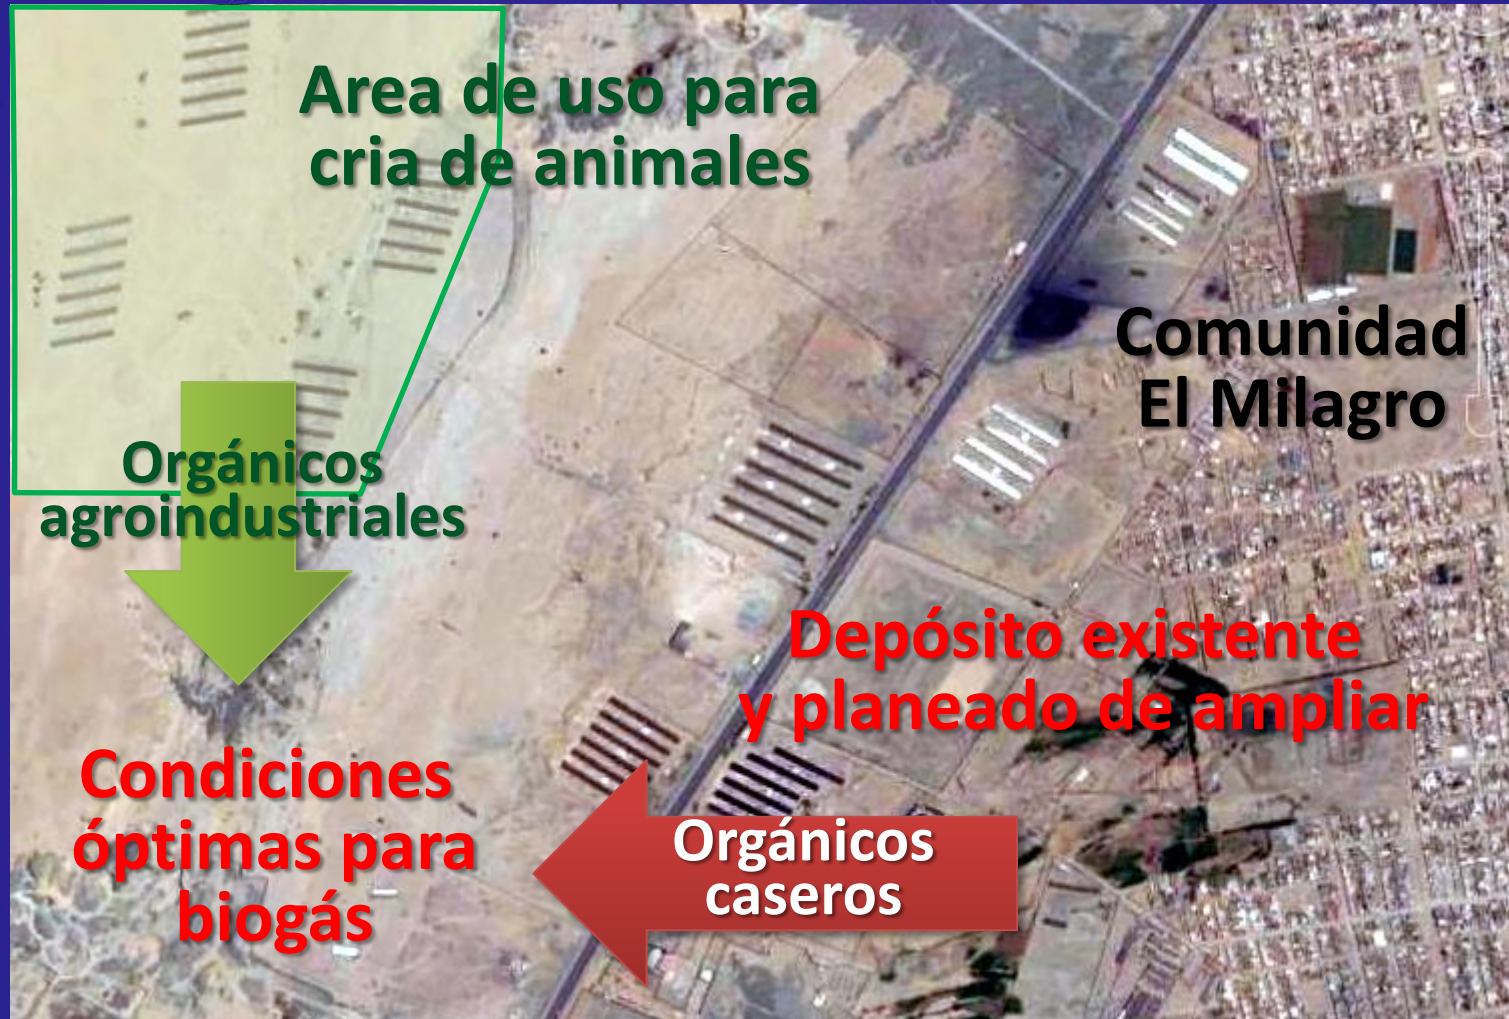 Area de uso para
cria de animales
Comunidad
El Milagro
Orgánicos
agroindustriales
Depósito existente
y planeado de ampliar
Condiciones
óptimas para
biogás
Orgánicos
caseros